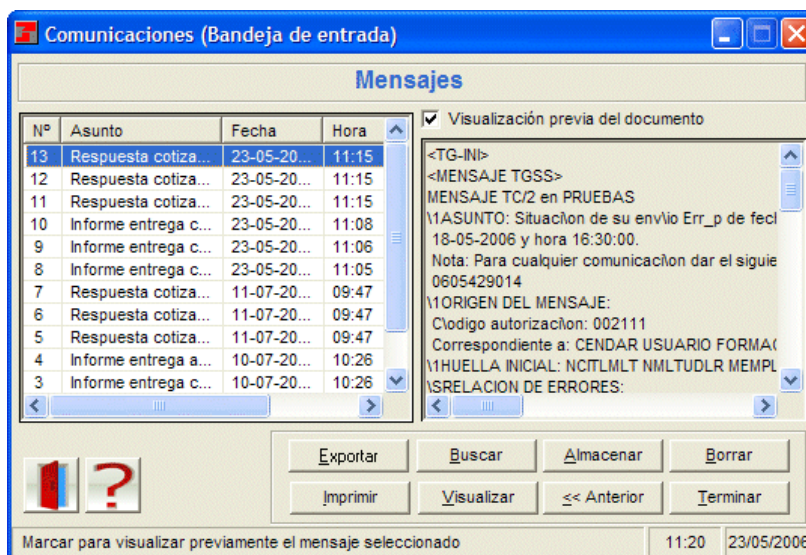 Comunicaciones (Bandeja de entrada)
Mensajes
Nº Asunto Fecha Hora
13 Respuesta cotiza... 23-05-20... 11:15
12 Respuesta cotiza... 23-05-20... 11:15
11 Respuesta cotiza... 23-05-20... 11:15
10 Informe entrega c... 23-05-20... 11:08
9 Informe entrega c... 23-05-20... 11:06
8 Informe entrega c... 23-05-20... 11:05
7 Respuesta cotiza... 11-07-20... 09:47
6 Respuesta cotiza... 11-07-20... 09:47
5 Respuesta cotiza... 11-07-20... 09:47
4 Informe entrega a... 10-07-20... 10:26
3 Informe entrega c... 10-07-20... 10:26
Visualización previa del documento
<TG-INI>
<MENSAJE TGSS>
MENSAJE TC/2 en PRUEBAS
\1ASUNTO: Situaci\on de su env\io Err_p de fecl
18-05-2006 y hora 16:30:00.
Nota: Para cualquier comunicaci\on dar el siguie
0605429014
\1ORIGEN DEL MENSAJE:
C\odigo autorizaci\on: 002111
Correspondiente a: CENDAR USUARIO FORMA(
\1HUELLA INICIAL: NCITLMLT NMLTUDLR MEMPL
\SRELACION DE ERRORES:
Exportar Buscar Almacenar Borrar
Imprimir Visualizar << Anterior Terminar
Marcar para visualizar previamente el mensaje seleccionado 11:20 23/05/2006